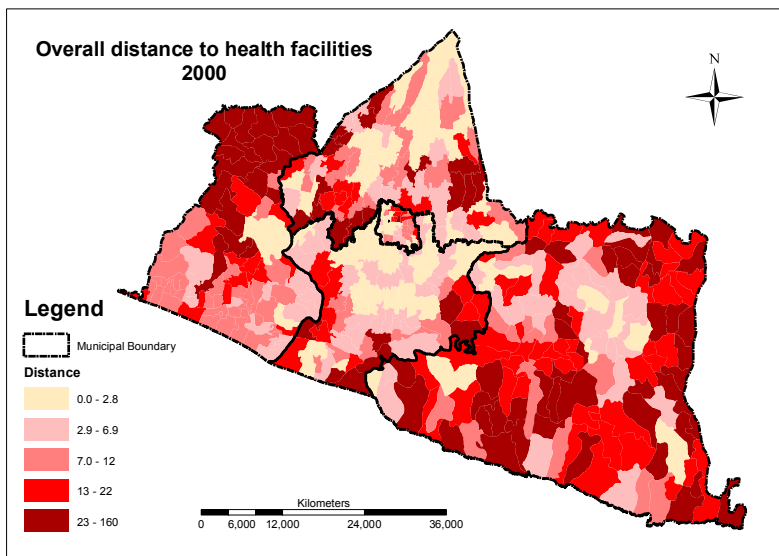 Overall distance to health facilities
2000
N
Legend
Municipal Boundary
Distance
0.0 - 2.8
2.9 - 6.9
7.0 - 12
13 - 22
23 - 160
Kilometers
0 6,000 12,000 24,000 36,000